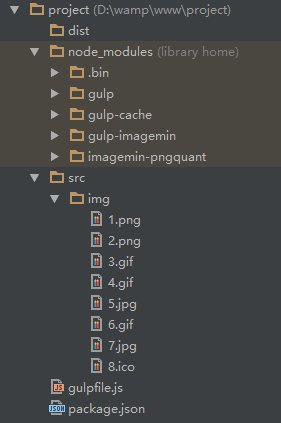 project (D:\wamp\www\project)
dist
node_modules (library home)
.bin
gulp
gulp-cache
gulp-imagemin
imagemin-pngquant
src
img
1.png
2.png
3.gif
4.gif
5.jpg
6.gif
7.jpg
8.ico
gulpfile.js
package.json